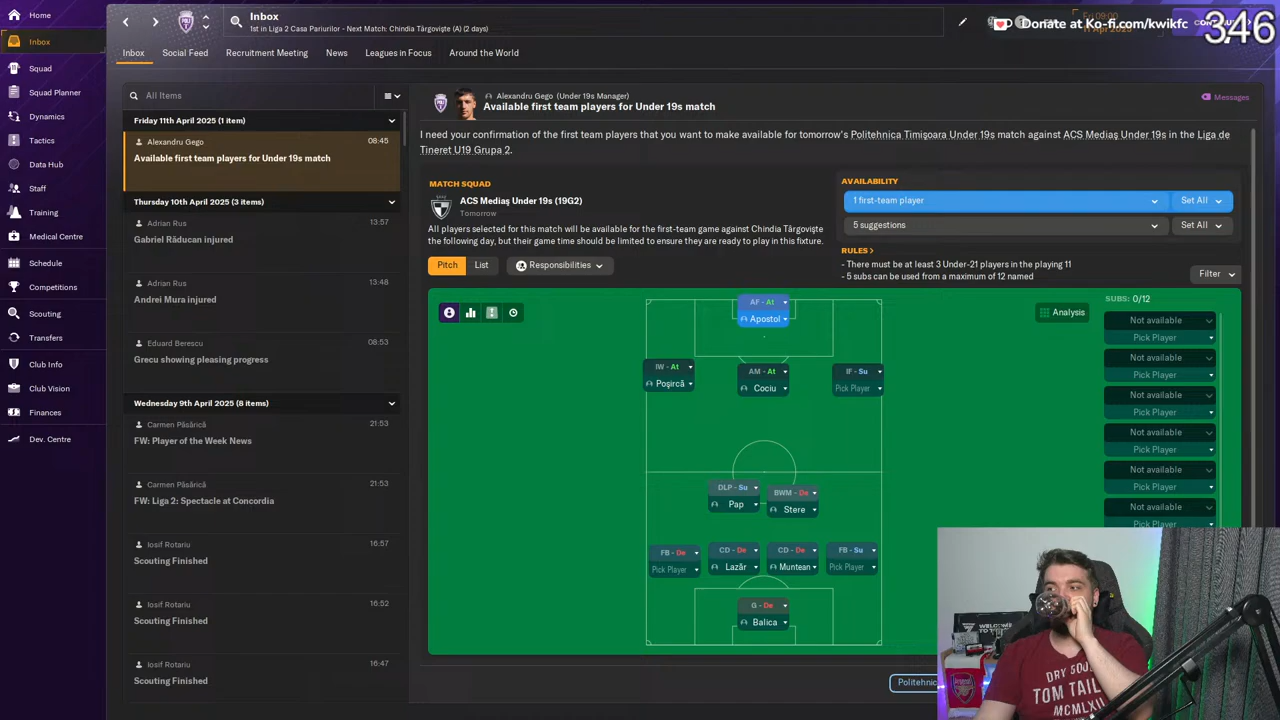 Home
Inbox
Squad
Squad Planner
Dynamics
Tactics
Data Hub
Staff
Training
Medical Centre
Schedule
Competitions
Scouting
Transfers
Club Info
Club Vision
Finances
Dev. Centre
Inbox
1st in Liga 2 Casa Pariurilor - Next Match: Chindia Târgovişte (A) (2 days)
Donate at Ko-fi.com/kwikfc
346
Inbox
Social Feed
Recruitment Meeting
News
Leagues in Focus
Around the World
All Items
Friday 11th April 2025 (1 item)
Alexandru Gego
08:45
Available first team players for Under 19s match
Thursday 10th April 2025 (3 items)
Adrian Rus
13:57
Gabriel Răducan injured
Adrian Rus
13:48
Andrei Mura injured
Eduard Berescu
08:53
Grecu showing pleasing progress
Wednesday 9th April 2025 (8 items)
Carmen Păsărică
21:53
FW: Player of the Week News
Carmen Păsărică
21:53
FW: Liga 2: Spectacle at Concordia
Iosif Rotariu
16:57
Scouting Finished
Iosif Rotariu
16:52
Scouting Finished
Iosif Rotariu
16:47
Scouting Finished
Alexandru Gego (Under 19s Manager)
Available first team players for Under 19s match
Messages
I need your confirmation of the first team players that you want to make available for tomorrow's Politehnica Timişoara Under 19s match against ACS Mediaş Under 19s in the Liga de
Tineret U19 Grupa 2.
MATCH SQUAD
ACS Mediaş Under 19s (19G2)
Tomorrow
All players selected for this match will be available for the first-team game against Chindia Târgovişte
the following day, but their game time should be limited to ensure they are ready to play in this fixture.
AVAILABILITY
1 first-team player
Set All
5 suggestions
Set All
RULES >
- There must be at least 3 Under-21 players in the playing 11
- 5 subs can be used from a maximum of 12 named
Pitch
List
Responsibilities
Filter
Analysis
AF - At
Apostol
IW - At
Poşircă
AM - At
Cociu
IF - Su
Pick Player
DLP - Su
Pap
BWM - De
Stere
FB - De
Pick Player
CD - De
Lazăr
CD - De
Muntean
FB - Su
Pick Player
G - De
Balica
SUBS: 0/12
Not available
Pick Player
Not available
Pick Player
Not available
Pick Player
Not available
Pick Player
Not available
Pick Player
Not available
Pick Player
Politehnic
WELCOME
TO
DRY GOODS
TOM TAIL
MCMLXII